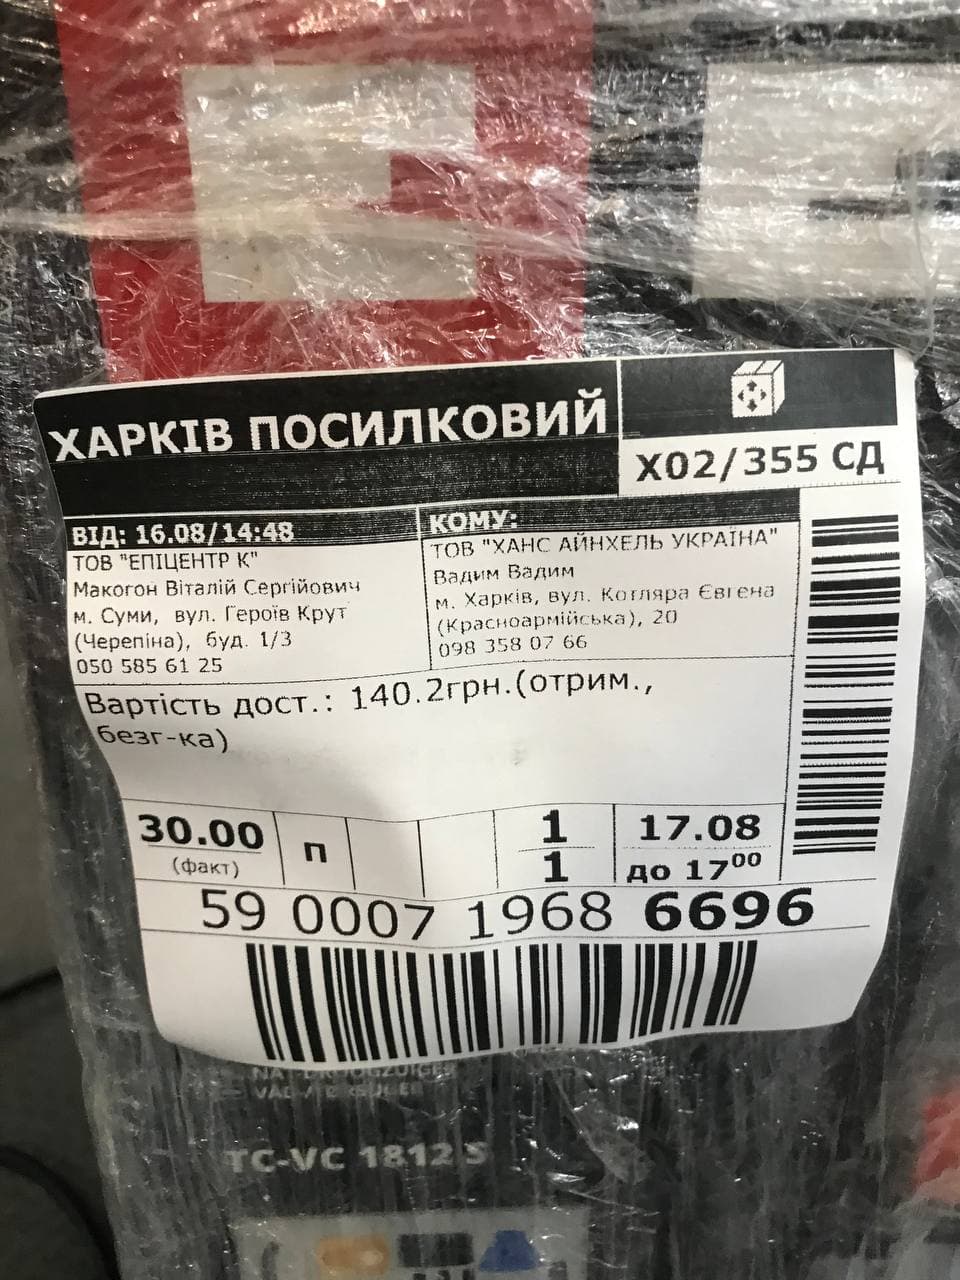 ХАРКІВ ПОСИЛКОВИЙ
Х02/355 СД
ВІД: 16.08/14:48
ТОВ "ЕПІЦЕНТР К"
Макогон Віталій Сергійович
м. Суми, вул. Героїв Крут
(Черепіна), буд. 1/3
050 585 61 25
КОМУ:
ТОВ "ХАНС АЙНХЕЛЬ УКРАЇНА"
Вадим Вадим
м. Харків, вул. Котляра Євгена
(Красноармійська), 20
098 358 07 66
Вартість дост.: 140.2грн.(отрим.,
безг-ка)
30.00
(факт)
п
1
1
17.08
до 17⁰⁰
59 0007 1968 6696
TC-VC 1812 S